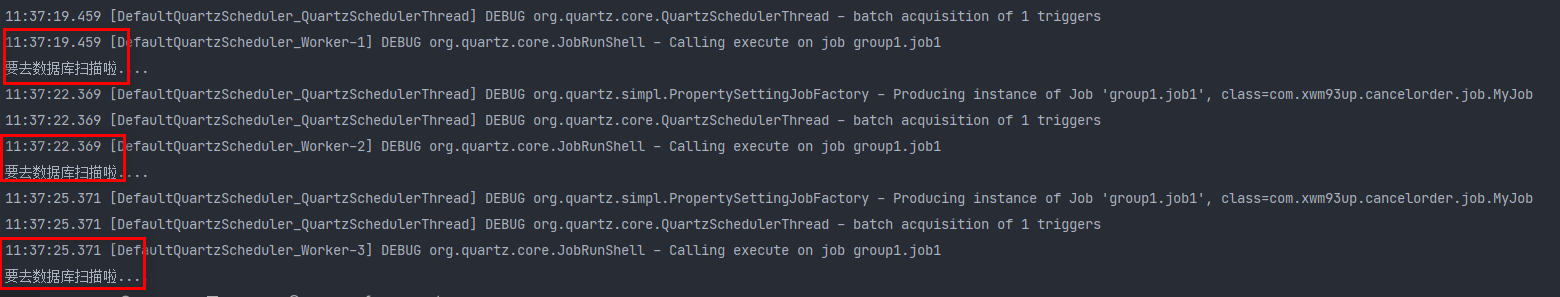 11:37:19.459 [DefaultQuartzScheduler_QuartzSchedulerThread] DEBUG org.quartz.core.QuartzSchedulerThread - batch acquisition of 1 triggers
11:37:19.459 [DefaultQuartzScheduler_Worker-1] DEBUG org.quartz.core.JobRunShell - Calling execute on job group1.job1
要去数据库扫描啦....
11:37:22.369 [DefaultQuartzScheduler_QuartzSchedulerThread] DEBUG org.quartz.simpl.PropertySettingJobFactory - Producing instance of Job 'group1.job1', class=com.xwm93up.cancelorder.job.MyJob
11:37:22.369 [DefaultQuartzScheduler_QuartzSchedulerThread] DEBUG org.quartz.core.QuartzSchedulerThread - batch acquisition of 1 triggers
11:37:22.369 [DefaultQuartzScheduler_Worker-2] DEBUG org.quartz.core.JobRunShell - Calling execute on job group1.job1
要去数据库扫描啦....
11:37:25.371 [DefaultQuartzScheduler_QuartzSchedulerThread] DEBUG org.quartz.simpl.PropertySettingJobFactory - Producing instance of Job 'group1.job1', class=com.xwm93up.cancelorder.job.MyJob
11:37:25.371 [DefaultQuartzScheduler_QuartzSchedulerThread] DEBUG org.quartz.core.QuartzSchedulerThread - batch acquisition of 1 triggers
11:37:25.371 [DefaultQuartzScheduler_Worker-3] DEBUG org.quartz.core.JobRunShell - Calling execute on job group1.job1
要去数据库扫描啦....